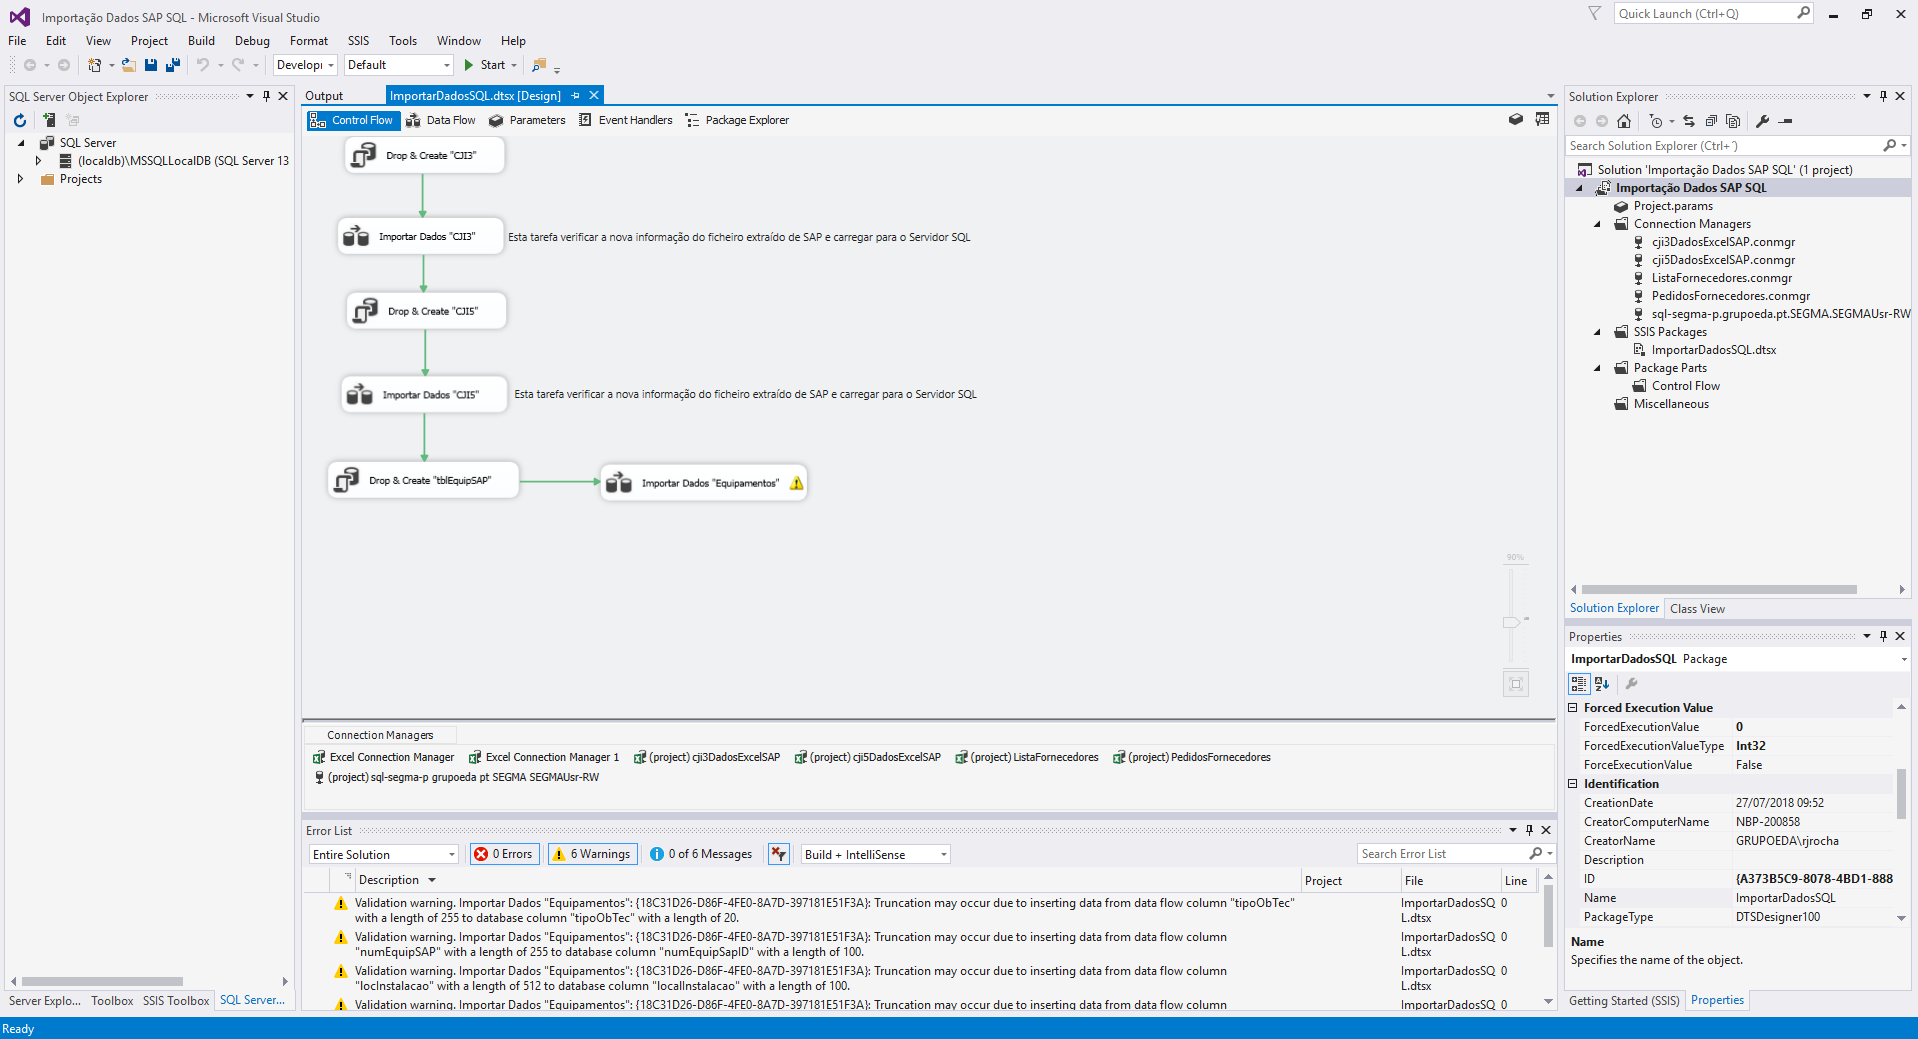 Importação Dados SAP SQL - Microsoft Visual Studio
Quick Launch (Ctrl+Q)
File Edit View Project Build Debug Format SSIS Tools Window Help
Developi Default Start
SQL Server Object Explorer
SQL Server
(localdb)\MSSQLLocalDB (SQL Server 13
Projects
Server Explo... Toolbox SSIS Toolbox SQL Server...
Output ImportarDadosSQL.dtsx [Design]
Control Flow Data Flow Parameters Event Handlers Package Explorer
Drop & Create "CJI3"
Importar Dados "CJI3" Esta tarefa verificar a nova informação do ficheiro extraído de SAP e carregar para o Servidor SQL
Drop & Create "CJI5"
Importar Dados "CJI5" Esta tarefa verificar a nova informação do ficheiro extraído de SAP e carregar para o Servidor SQL
Drop & Create "tblEquipSAP" Importar Dados "Equipamentos"
90%
Connection Managers
Excel Connection Manager Excel Connection Manager 1 (project) cji3DadosExcelSAP (project) cji5DadosExcelSAP (project) ListaFornecedores (project) PedidosFornecedores
(project) sql-segma-p grupoeda pt SEGMA SEGMAUsr-RW
Error List
Entire Solution 0 Errors 6 Warnings 0 of 6 Messages Build + IntelliSense Search Error List
Description Project File Line
Validation warning. Importar Dados "Equipamentos": {18C31D26-D86F-4FE0-8A7D-397181E51F3A}: Truncation may occur due to inserting data from data flow column "tipoObTec" ImportarDadosSQ 0
with a length of 255 to database column "tipoObTec" with a length of 20. L.dtsx
Validation warning. Importar Dados "Equipamentos": {18C31D26-D86F-4FE0-8A7D-397181E51F3A}: Truncation may occur due to inserting data from data flow column ImportarDadosSQ 0
"numEquipSAP" with a length of 255 to database column "numEquipSapID" with a length of 100. L.dtsx
Validation warning. Importar Dados "Equipamentos": {18C31D26-D86F-4FE0-8A7D-397181E51F3A}: Truncation may occur due to inserting data from data flow column ImportarDadosSQ 0
"locInstalacao" with a length of 512 to database column "localInstalacao" with a length of 100. L.dtsx
Validation warning. Importar Dados "Equipamentos": {18C31D26-D86F-4FE0-8A7D-397181E51F3A}: Truncation may occur due to inserting data from data flow column ImportarDadosSQ 0
Solution Explorer
Search Solution Explorer (Ctrl+´)
Solution 'Importação Dados SAP SQL' (1 project)
Importação Dados SAP SQL
Project.params
Connection Managers
cji3DadosExcelSAP.conmgr
cji5DadosExcelSAP.conmgr
ListaFornecedores.conmgr
PedidosFornecedores.conmgr
sql-segma-p.grupoeda.pt.SEGMA.SEGMAUsr-RW
SSIS Packages
ImportarDadosSQL.dtsx
Package Parts
Control Flow
Miscellaneous
Solution Explorer Class View
Properties
ImportarDadosSQL Package
Forced Execution Value
ForcedExecutionValue 0
ForcedExecutionValueType Int32
ForceExecutionValue False
Identification
CreationDate 27/07/2018 09:52
CreatorComputerName NBP-200858
CreatorName GRUPOEDA\rjrocha
Description
ID {A373B5C9-8078-4BD1-888
Name ImportarDadosSQL
PackageType DTSDesigner100
Name
Specifies the name of the object.
Getting Started (SSIS) Properties
Ready